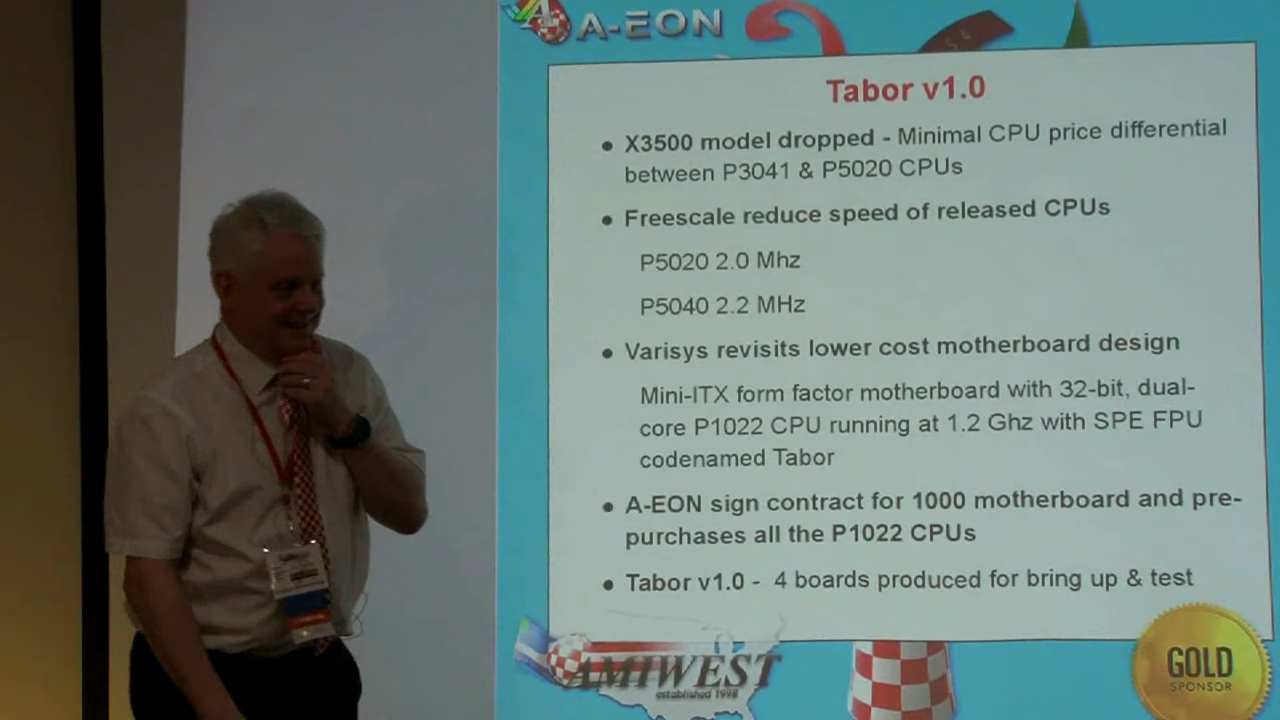 A-EON
Tabor v1.0
• X3500 model dropped - Minimal CPU price differential
between P3041 & P5020 CPUs
• Freescale reduce speed of released CPUs
P5020 2.0 Mhz
P5040 2.2 MHz
• Varisys revisits lower cost motherboard design
Mini-ITX form factor motherboard with 32-bit, dual-
core P1022 CPU running at 1.2 Ghz with SPE FPU
codenamed Tabor
• A-EON sign contract for 1000 motherboard and pre-
purchases all the P1022 CPUs
• Tabor v1.0 - 4 boards produced for bring up & test
AMIWEST
established 1998
GOLD
SPONSOR